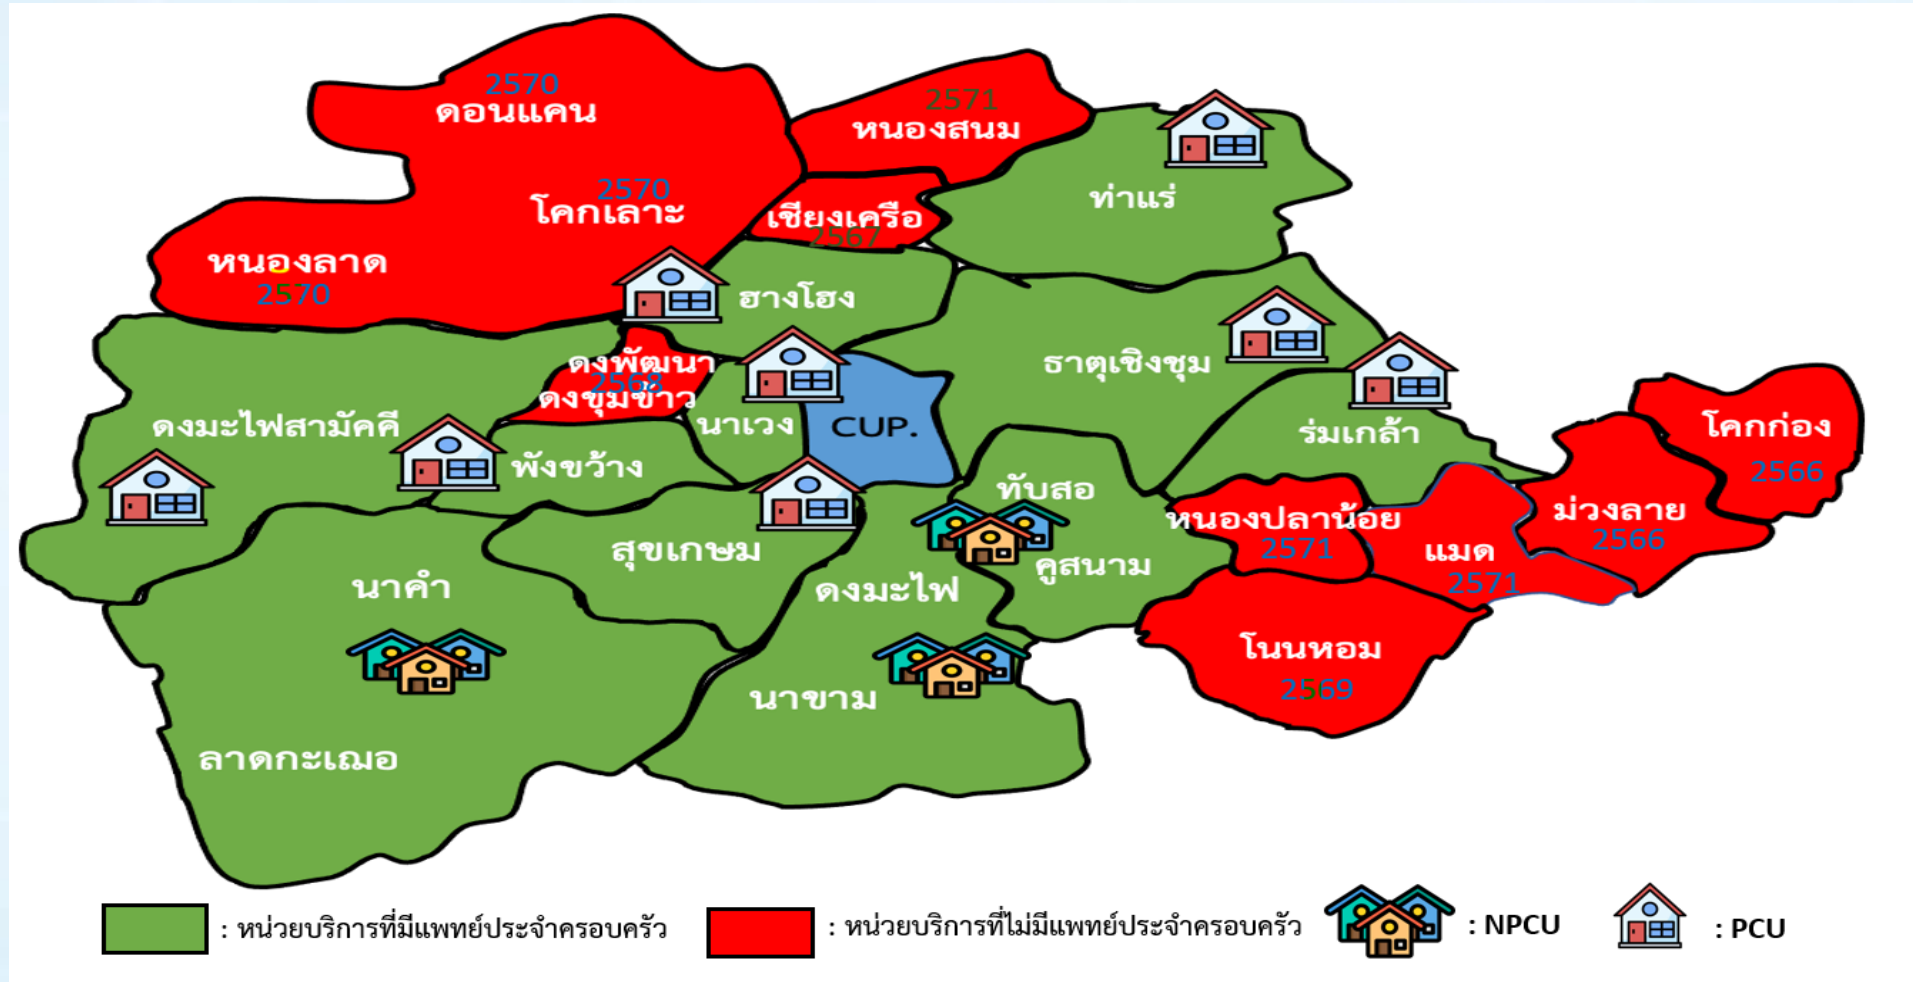 2570
ดอนแคน
2571
หนองสนม
2570
โคกเลาะ
เชียงเครือ
2567
ท่าแร่
หนองลาด
2570
ฮางโฮง
ดงพัฒนา
2568
ดงขุมข้าว
ธาตุเชิงชุม
ดงมะไฟสามัคคี
นาเวง
CUP.
ร่มเกล้า
โคกก่อง
2566
พังขว้าง
ทับสอ
หนองปลาน้อย
2571
ม่วงลาย
2566
สุขเกษม
แมด
2571
นาคำ
ดงมะไฟ
คูสนาม
โนนหอม
2569
นาขาม
ลาดกะเฌอ
: หน่วยบริการที่มีแพทย์ประจำครอบครัว
: หน่วยบริการที่ไม่มีแพทย์ประจำครอบครัว
: NPCU
: PCU